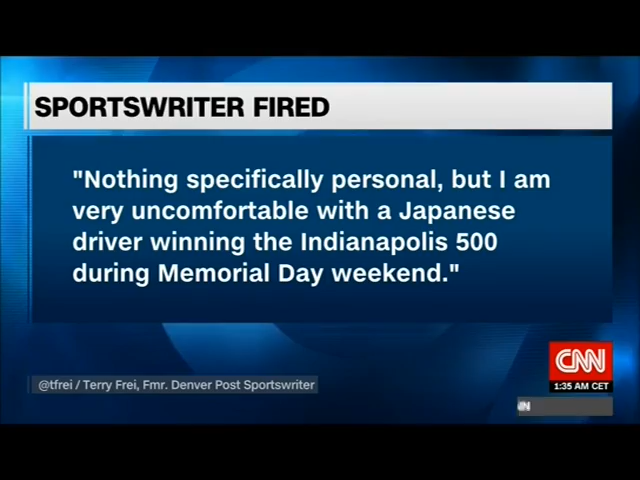 SPORTSWRITER FIRED
"Nothing specifically personal, but I am
very uncomfortable with a Japanese
driver winning the Indianapolis 500
during Memorial Day weekend."
CNN
1:35 AM CET
@tfrei / Terry Frei, Fmr. Denver Post Sportswriter